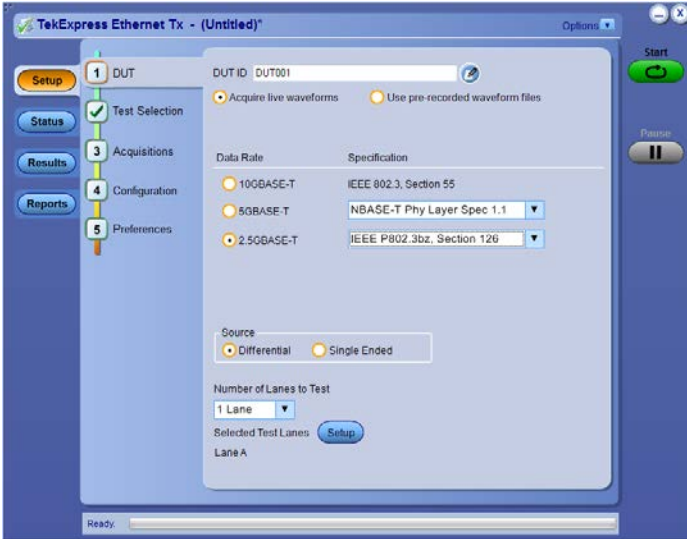 TekExpress Ethernet Tx - (Untitled)*
Options
Start
Setup
Status
Results
Reports
1 DUT
Test Selection
3 Acquisitions
4 Configuration
5 Preferences
DUT ID DUT001
Acquire live waveforms
Use pre-recorded waveform files
Pause
Data Rate
Specification
10GBASE-T
IEEE 802.3, Section 55
5GBASE-T
NBASE-T Phy Layer Spec 1.1
2.5GBASE-T
IEEE P802.3bz, Section 126
Source
Differential
Single Ended
Number of Lanes to Test
1 Lane
Selected Test Lanes
Setup
Lane A
Ready.